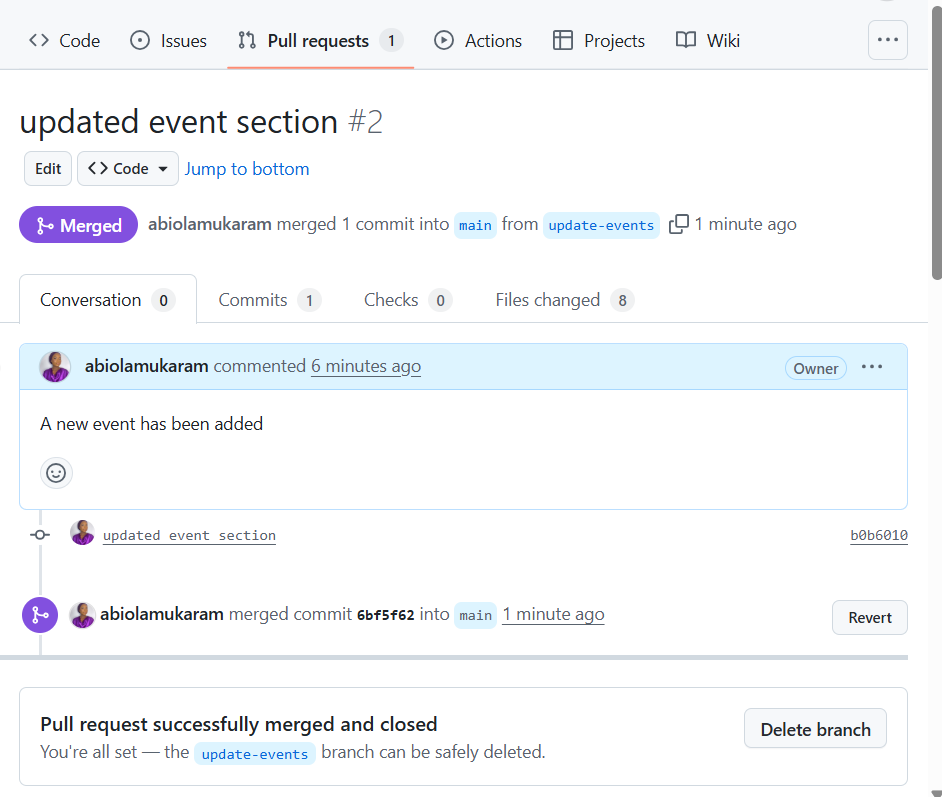 Code Issues Pull requests 1 Actions Projects Wiki
updated event section #2
Edit Code Jump to bottom
Merged abiolamukaram merged 1 commit into main from update-events 1 minute ago
Conversation 0 Commits 1 Checks 0 Files changed 8
abiolamukaram commented 6 minutes ago Owner
A new event has been added
updated event section b0b6010
abiolamukaram merged commit 6bf5f62 into main 1 minute ago Revert
Pull request successfully merged and closed
You're all set — the update-events branch can be safely deleted.
Delete branch